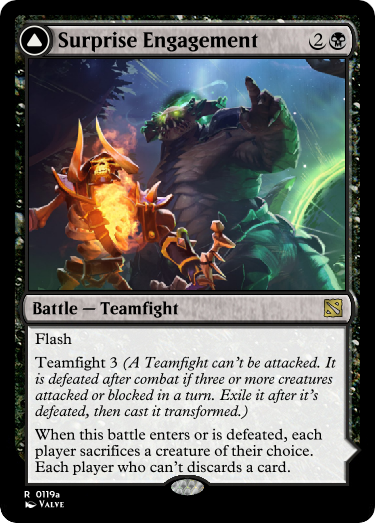 Surprise Engagement 2
Battle — Teamfight
Flash
Teamfight 3 (A Teamfight can't be attacked. It
is defeated after combat if three or more creatures
attacked or blocked in a turn. Exile it after it's
defeated, then cast it transformed.)
When this battle enters or is defeated, each
player sacrifices a creature of their choice.
Each player who can't discards a card.
R 0119a
VALVE